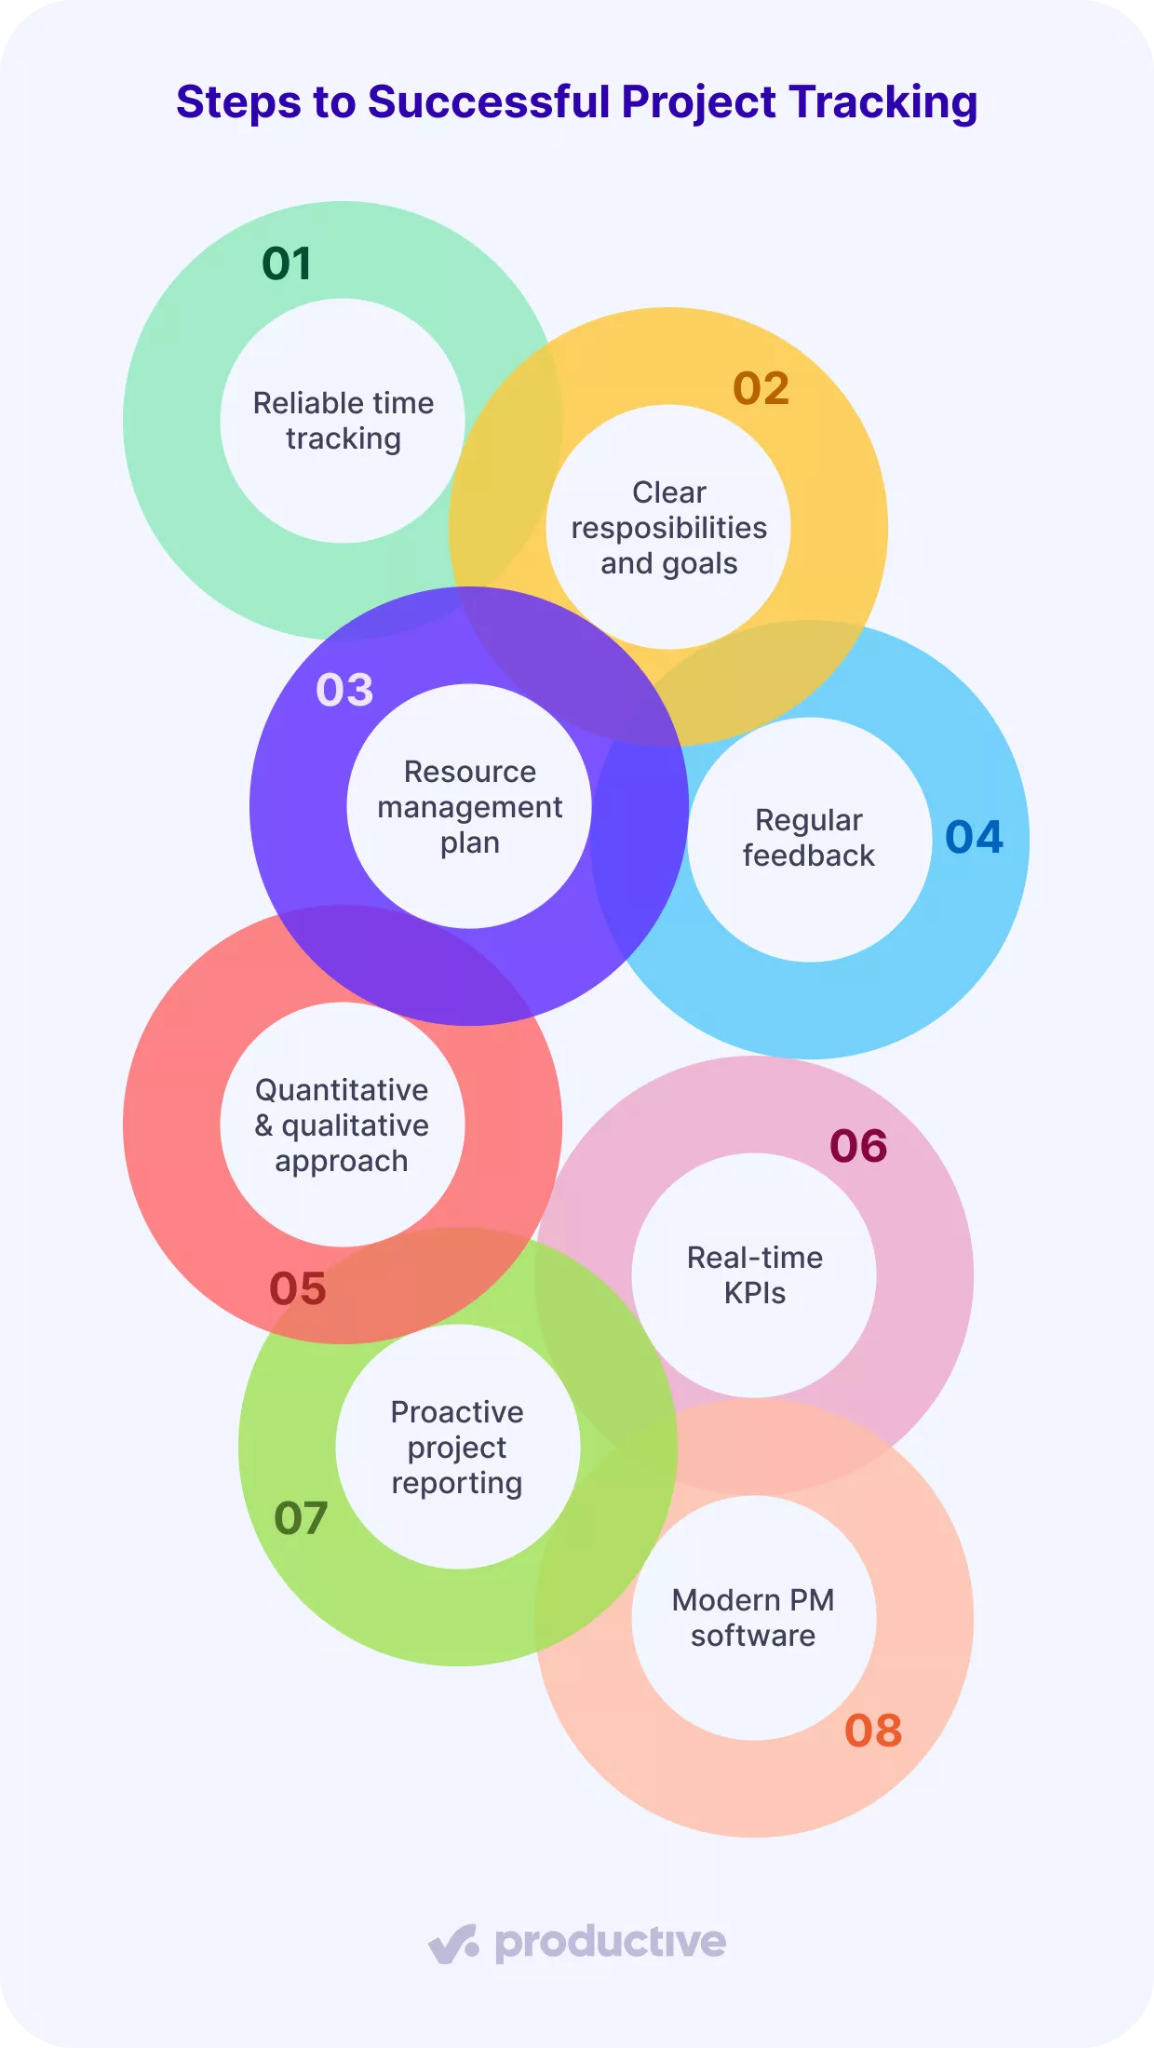 Steps to Successful Project Tracking
01
Reliable time
tracking
02
Clear
resposibilities
and goals
03
Resource
management
plan
04
Regular
feedback
Quantitative
& qualitative
approach
05
06
Real-time
KPIs
Proactive
project
reporting
07
Modern PM
software
08
productive